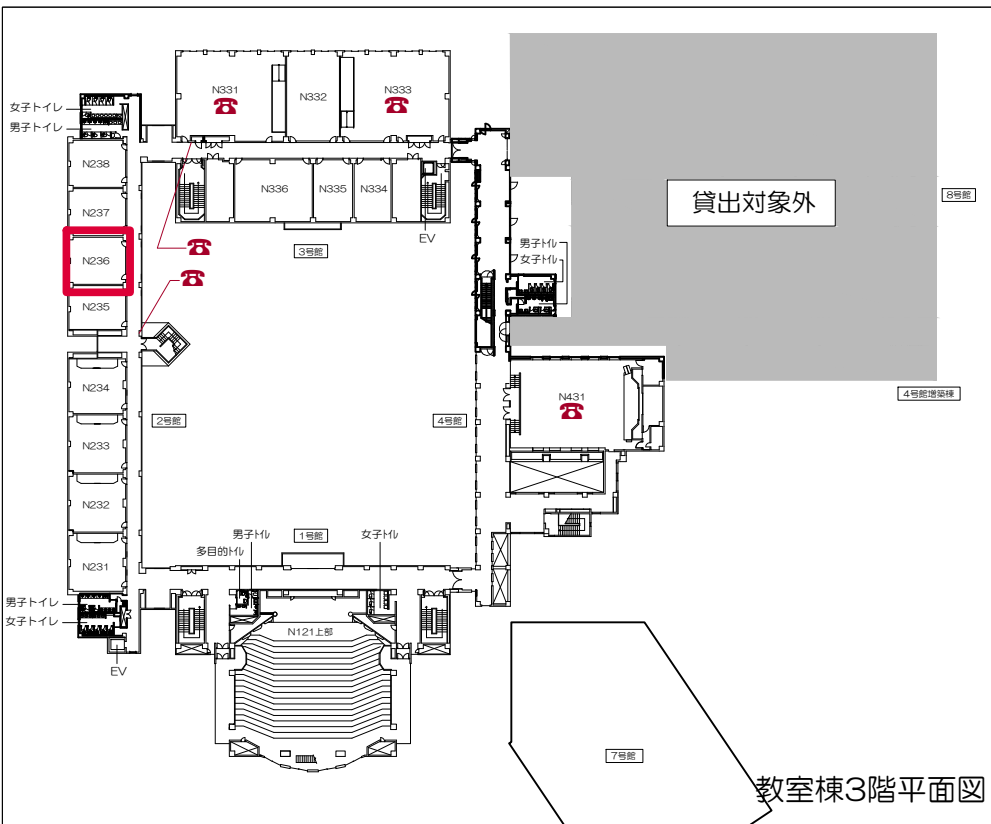 N331
N332
N333
女子トイレ
男子トイレ
N238
N336
N335
N334
貸出対象外
8号館
N237
EV
3号館
男子トイレ
女子トイレ
N236
N235
N234
N431
4号館増築棟
2号館
4号館
N233
N232
1号館
男子トイレ
女子トイレ
多目的トイレ
N231
男子トイレ
女子トイレ
N121上部
EV
7号館
教室棟3階平面図